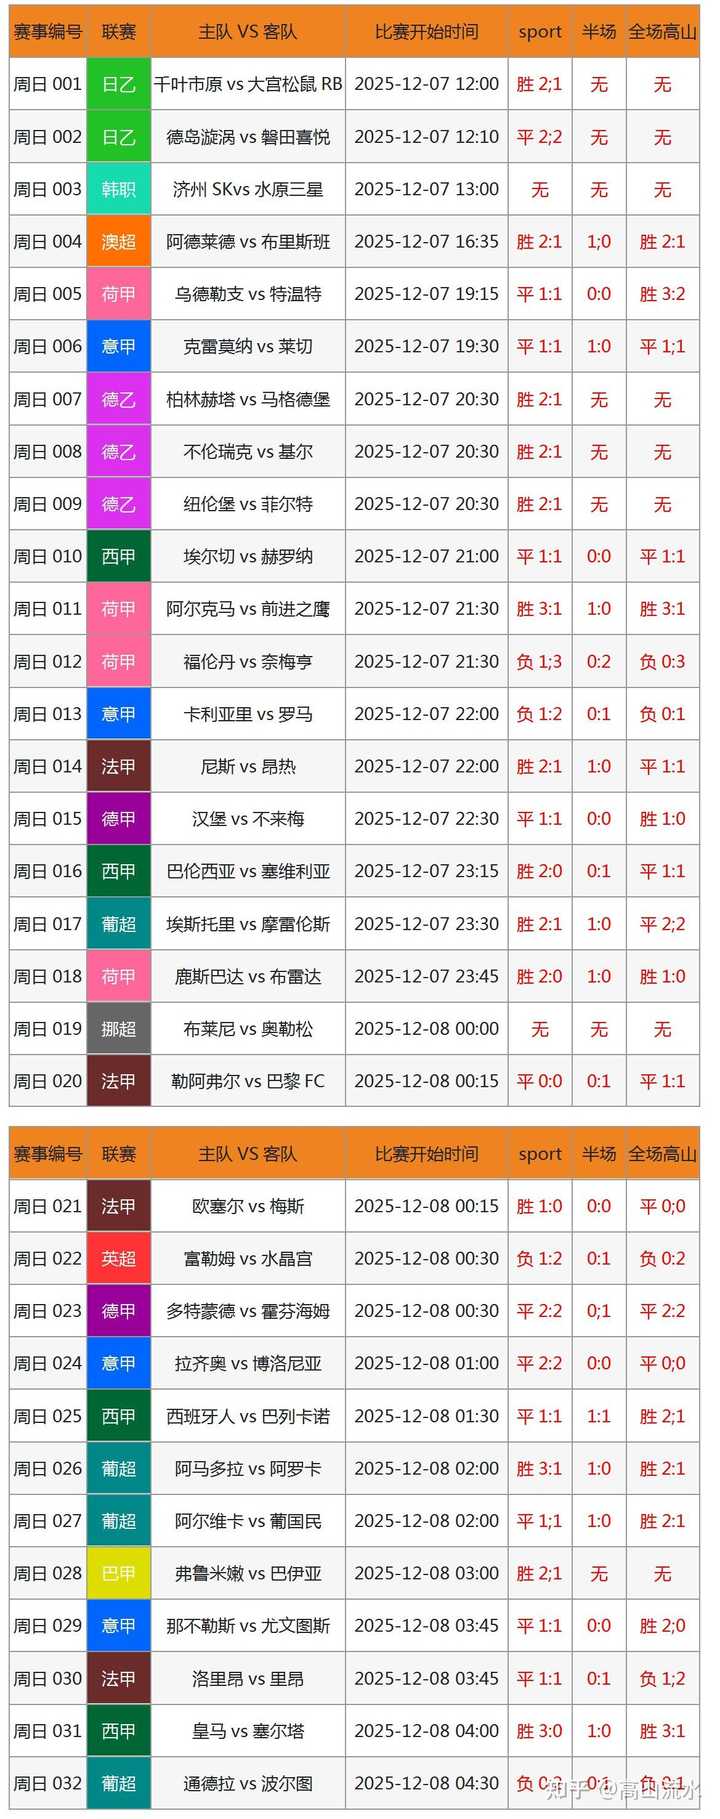 赛事编号 联赛 主队 VS 客队 比赛开始时间 sport 半场 全场高山
周日 001 日乙 千叶市原 vs 大宫松鼠 RB 2025-12-07 12:00 胜 2;1 无 无
周日 002 日乙 德岛漩涡 vs 磐田喜悦 2025-12-07 12:10 平 2;2 无 无
周日 003 韩职 济州 SKvs 水原三星 2025-12-07 13:00 无 无 无
周日 004 澳超 阿德莱德 vs 布里斯班 2025-12-07 16:35 胜 2:1 1;0 胜 2:1
周日 005 荷甲 乌德勒支 vs 特温特 2025-12-07 19:15 平 1:1 0:0 胜 3:2
周日 006 意甲 克雷莫纳 vs 莱切 2025-12-07 19:30 平 1:1 1:0 平 1;1
周日 007 德乙 柏林赫塔 vs 马格德堡 2025-12-07 20:30 胜 2:1 无 无
周日 008 德乙 不伦瑞克 vs 基尔 2025-12-07 20:30 胜 2:1 无 无
周日 009 德乙 纽伦堡 vs 菲尔特 2025-12-07 20:30 胜 2:1 无 无
周日 010 西甲 埃尔切 vs 赫罗纳 2025-12-07 21:00 平 1:1 0:0 平 1:1
周日 011 荷甲 阿尔克马 vs 前进之鹰 2025-12-07 21:30 胜 3:1 1:0 胜 3:1
周日 012 荷甲 福伦丹 vs 奈梅亨 2025-12-07 21:30 负 1;3 0:2 负 0:3
周日 013 意甲 卡利亚里 vs 罗马 2025-12-07 22:00 负 1:2 0:1 负 0:1
周日 014 法甲 尼斯 vs 昂热 2025-12-07 22:00 胜 2:1 1:0 平 1:1
周日 015 德甲 汉堡 vs 不来梅 2025-12-07 22:30 平 1:1 0:0 胜 1:0
周日 016 西甲 巴伦西亚 vs 塞维利亚 2025-12-07 23:15 胜 2:0 0:1 平 1:1
周日 017 葡超 埃斯托里 vs 摩雷伦斯 2025-12-07 23:30 胜 2:1 1:0 平 2;2
周日 018 荷甲 鹿斯巴达 vs 布雷达 2025-12-07 23:45 胜 2:0 1:0 胜 1:0
周日 019 挪超 布莱尼 vs 奥勒松 2025-12-08 00:00 无 无 无
周日 020 法甲 勒阿弗尔 vs 巴黎 FC 2025-12-08 00:15 平 0:0 0:1 平 1:1
赛事编号 联赛 主队 VS 客队 比赛开始时间 sport 半场 全场高山
周日 021 法甲 欧塞尔 vs 梅斯 2025-12-08 00:15 胜 1:0 0:0 平 0;0
周日 022 英超 富勒姆 vs 水晶宫 2025-12-08 00:30 负 1:2 0:1 负 0:2
周日 023 德甲 多特蒙德 vs 霍芬海姆 2025-12-08 00:30 平 2:2 0;1 平 2:2
周日 024 意甲 拉齐奥 vs 博洛尼亚 2025-12-08 01:00 平 2:2 0:0 平 0;0
周日 025 西甲 西班牙人 vs 巴列卡诺 2025-12-08 01:30 平 1:1 1:1 胜 2;1
周日 026 葡超 阿马多拉 vs 阿罗卡 2025-12-08 02:00 胜 3:1 1:0 胜 2:1
周日 027 葡超 阿尔维卡 vs 葡国民 2025-12-08 02:00 平 1;1 1:0 胜 2:1
周日 028 巴甲 弗鲁米嫩 vs 巴伊亚 2025-12-08 03:00 胜 2;1 无 无
周日 029 意甲 那不勒斯 vs 尤文图斯 2025-12-08 03:45 平 1:1 0:0 胜 2;0
周日 030 法甲 洛里昂 vs 里昂 2025-12-08 03:45 平 1:1 0:1 负 1;2
周日 031 西甲 皇马 vs 塞尔塔 2025-12-08 04:00 胜 3:0 1:0 胜 3:1
周日 032 葡超 通德拉 vs 波尔图 2025-12-08 04:30 负
知乎 @高山流水